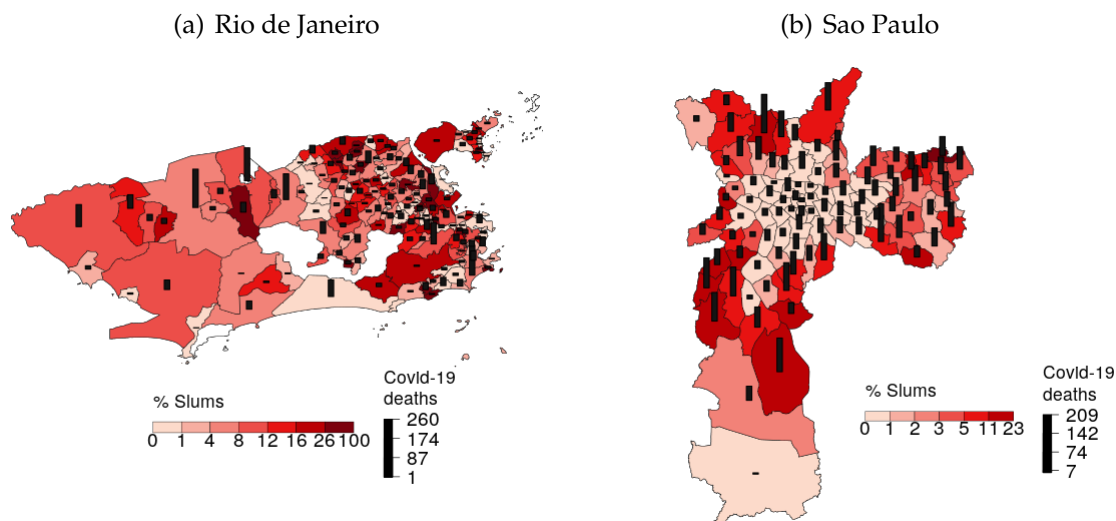 (a) Rio de Janeiro
(b) Sao Paulo
% Slums
0 1 4 8 12 16 26 100
Covid-19
deaths
260
174
87
1
% Slums
0 1 2 3 5 11 23
Covid-19
deaths
209
142
74
7